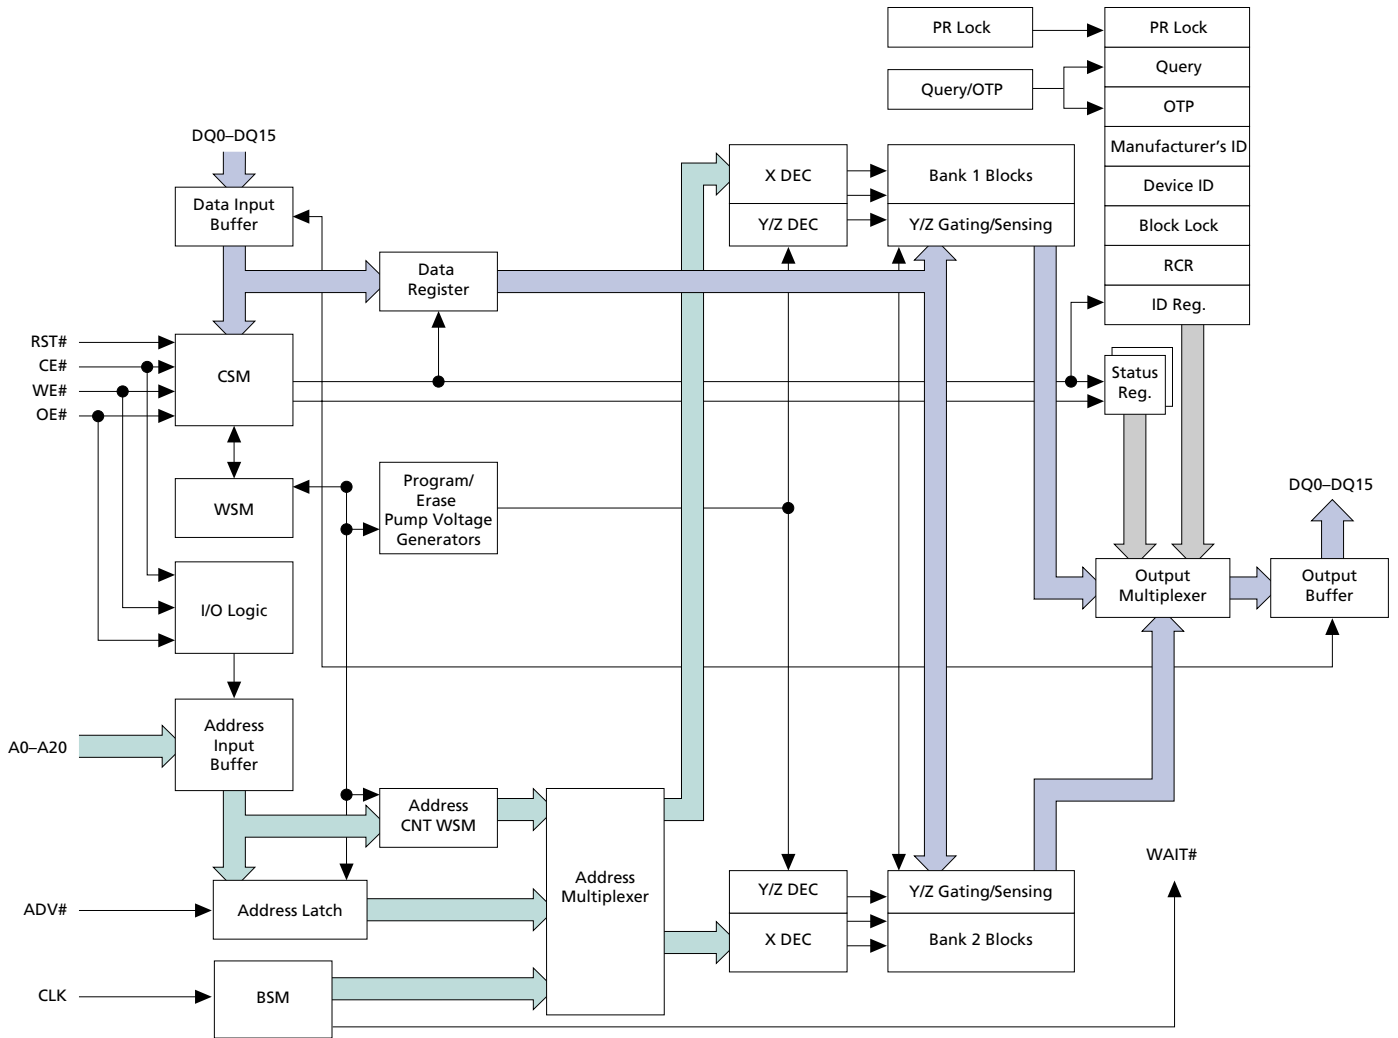 PR Lock
PR Lock
Query/OTP
Query
OTP
Manufacturer's ID
Device ID
Block Lock
RCR
ID Reg.
DQ0–DQ15
Data Input
Buffer
Data
Register
X DEC
Y/Z DEC
Bank 1 Blocks
Y/Z Gating/Sensing
RST#
CE#
WE#
OE#
CSM
Status
Reg.
WSM
Program/
Erase
Pump Voltage
Generators
DQ0–DQ15
I/O Logic
Output
Multiplexer
Output
Buffer
A0–A20
Address
Input
Buffer
Address
CNT WSM
Address
Multiplexer
WAIT#
ADV#
Address Latch
Y/Z DEC
X DEC
Y/Z Gating/Sensing
Bank 2 Blocks
CLK
BSM